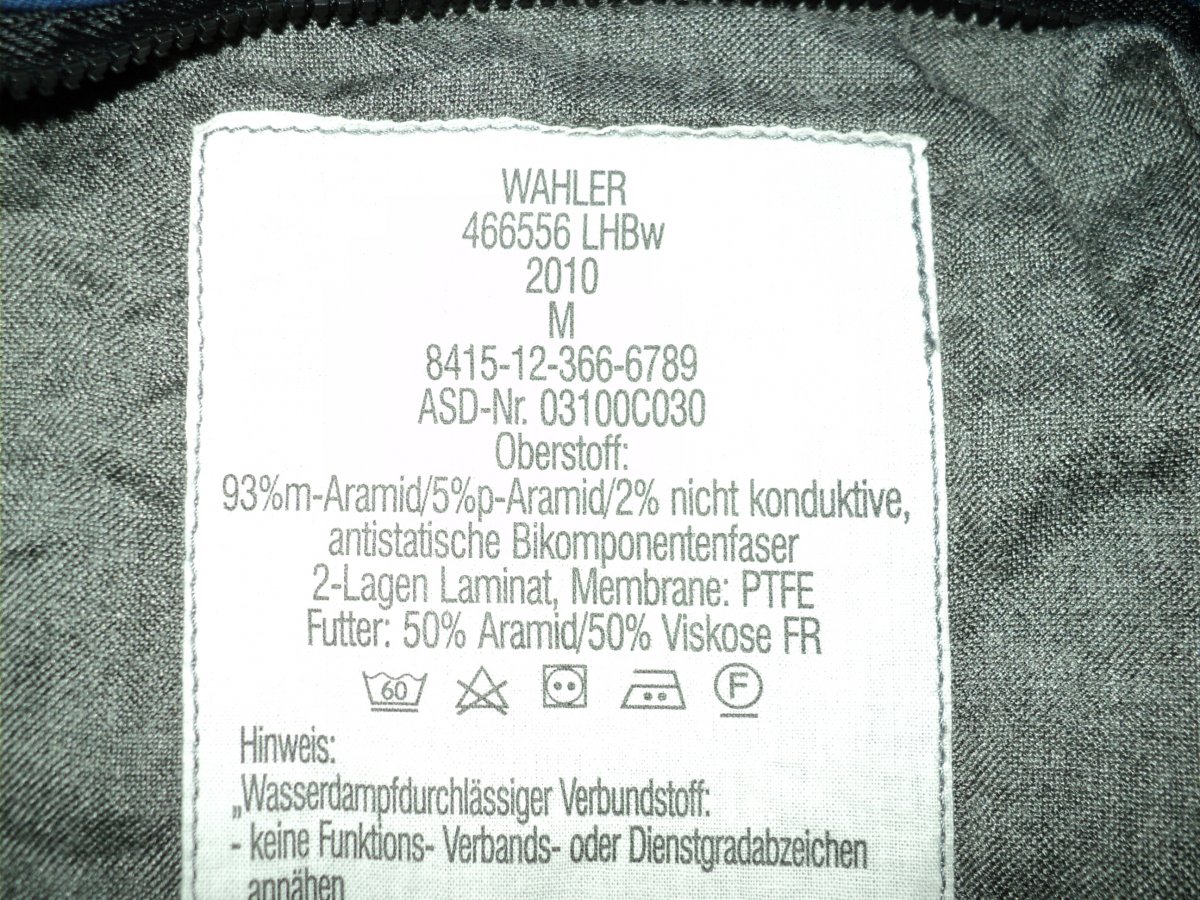 WAHLER
466556 LHBw
2010
M
8415-12-366-6789
ASD-Nr. 03100C030
Oberstoff:
93%m-Aramid/5%p-Aramid/2% nicht konduktive,
antistatische Bikomponentenfaser
2-Lagen Laminat, Membrane: PTFE
Futter: 50% Aramid/50% Viskose FR
60 F
Hinweis:
„Wasserdampfdurchlässiger Verbundstoff:
- keine Funktions- Verbands- oder Dienstgradabzeichen
annähen